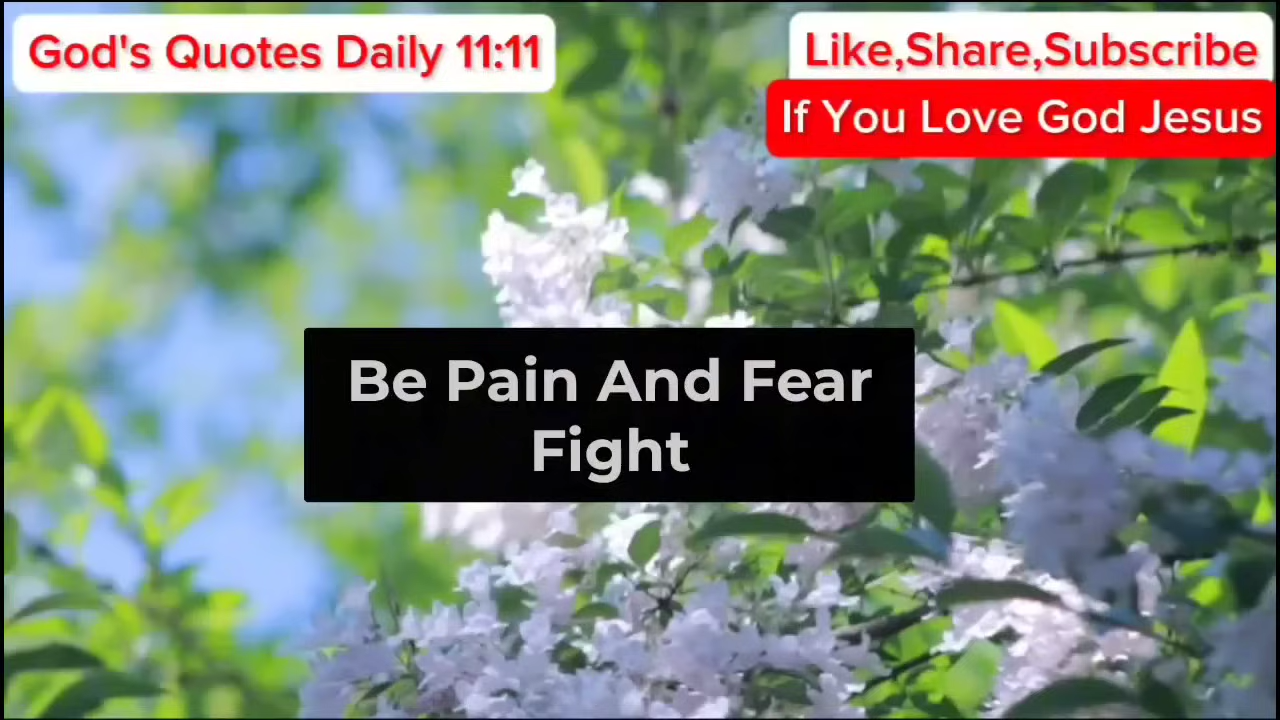 God's Quotes Daily 11:11
Like,Share,Subscribe
If You Love God Jesus
Be Pain And Fear
Fight